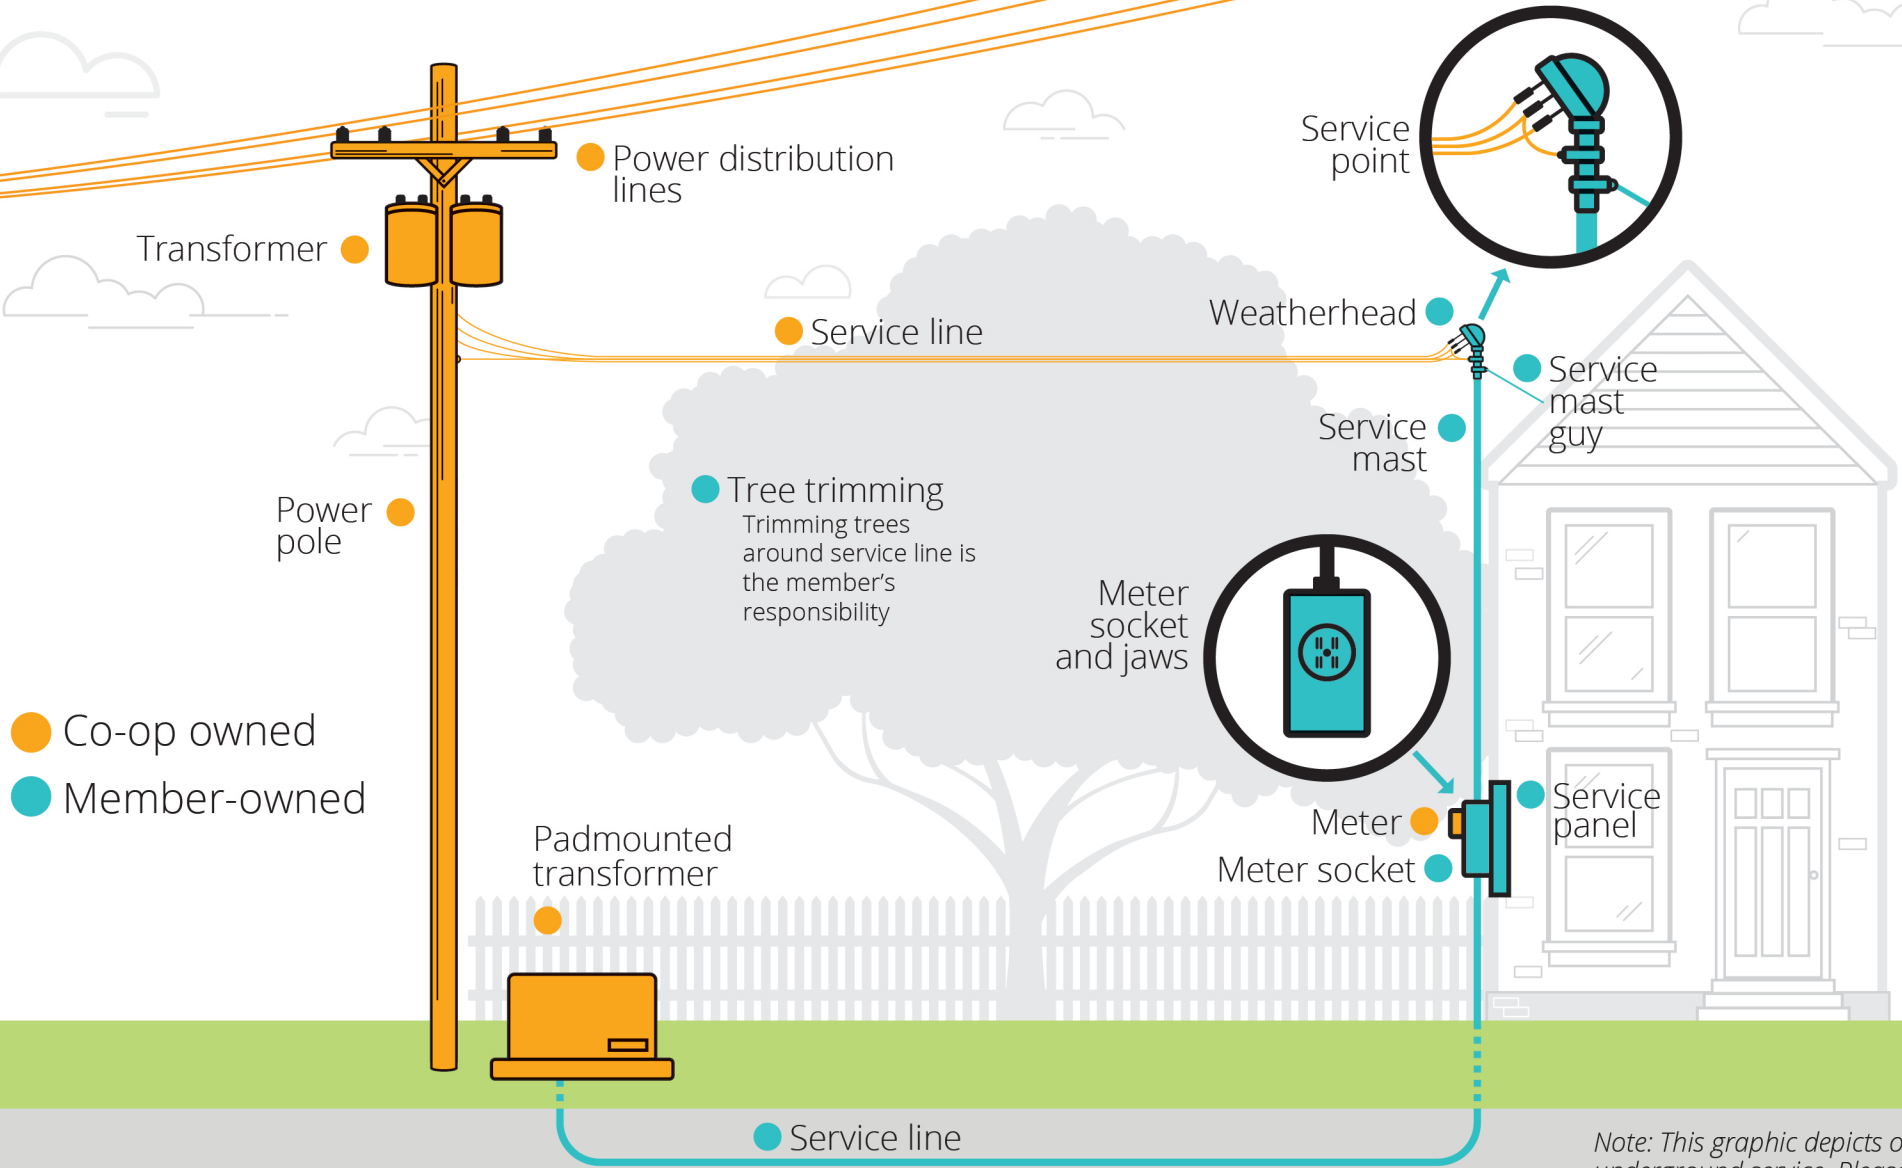 Power distribution
lines
Transformer
Service
point
Service line
Weatherhead
Service
mast
guy
Service
mast
Power
pole
Tree trimming
Trimming trees
around service line is
the member's
responsibility
Meter
socket
and jaws
Co-op owned
Member-owned
Padmounted
transformer
Meter
Meter socket
Service
panel
Service line
Note: This graphic depicts
underground service.